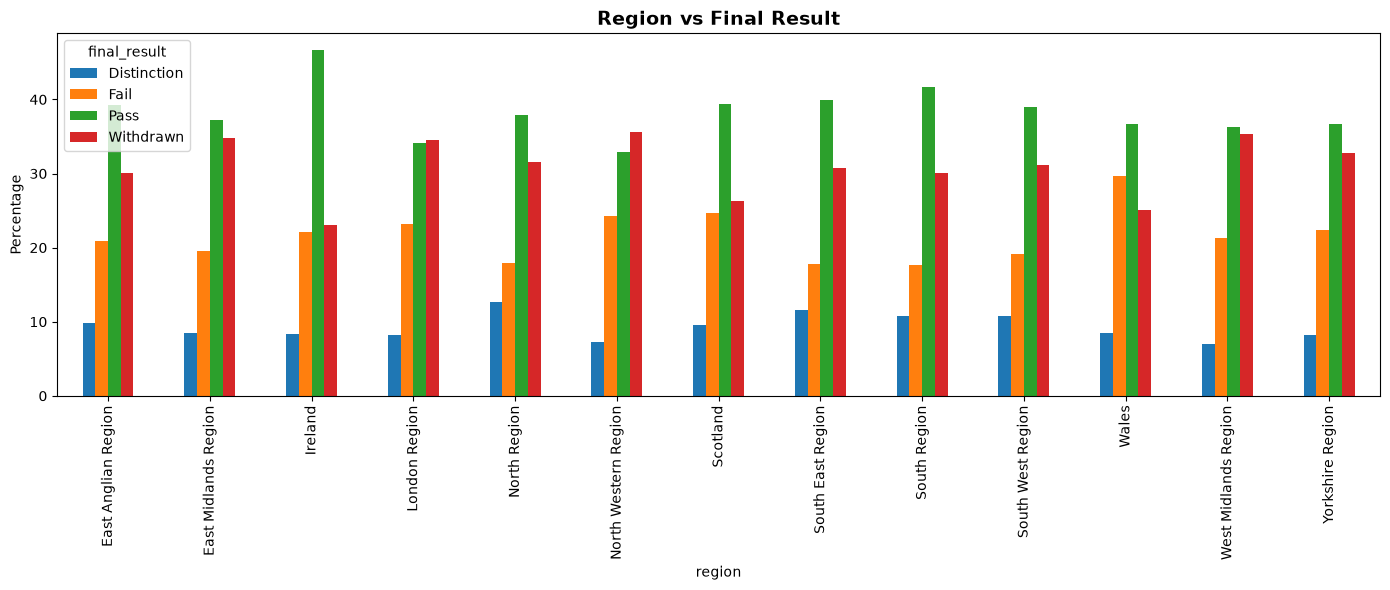 Region vs Final Result
final_result
Distinction
Fail
Pass
Withdrawn
Percentage
40
30
20
10
0
East Anglian Region
East Midlands Region
Ireland
London Region
North Region
North Western Region
Scotland
South East Region
South Region
South West Region
Wales
West Midlands Region
Yorkshire Region
region